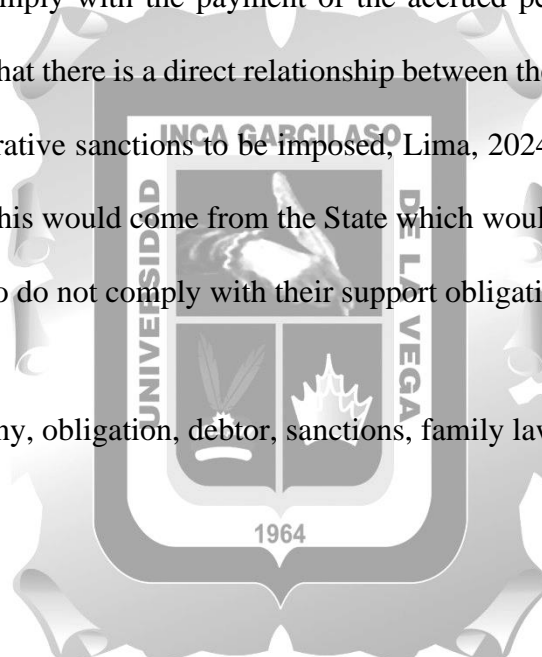 mply with the payment of the accrued pe
hat there is a direct relationship between the
rative sanctions to be imposed, Lima, 2024
his would come from the State which woul
o do not comply with their support obligati
ny, obligation, debtor, sanctions, family law
INCA GARCILASO
UNIVERSIDAD
DE LA VEGA
1964